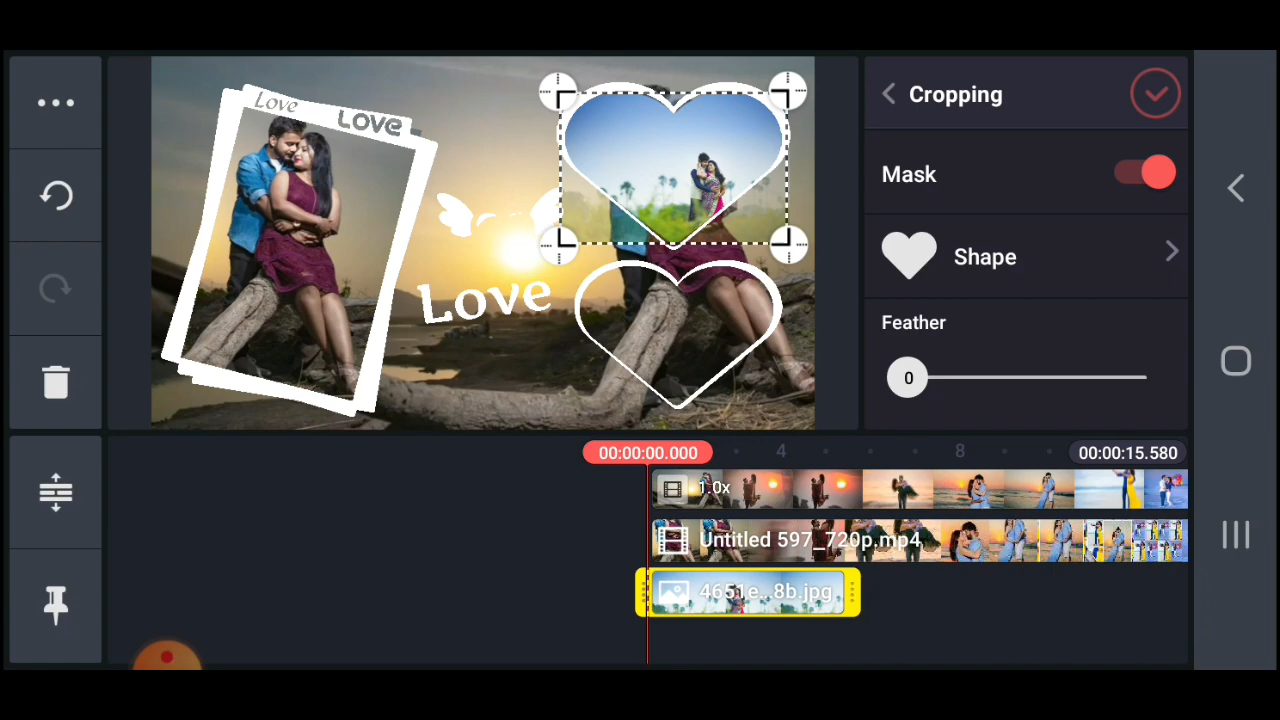 Love
Love
Love
Cropping
Mask
Shape
Feather
0
00:00:00.000
4
8
00:00:15.580
1.0x
Untitled 597_720p.mp4
4651e...8b.jpg